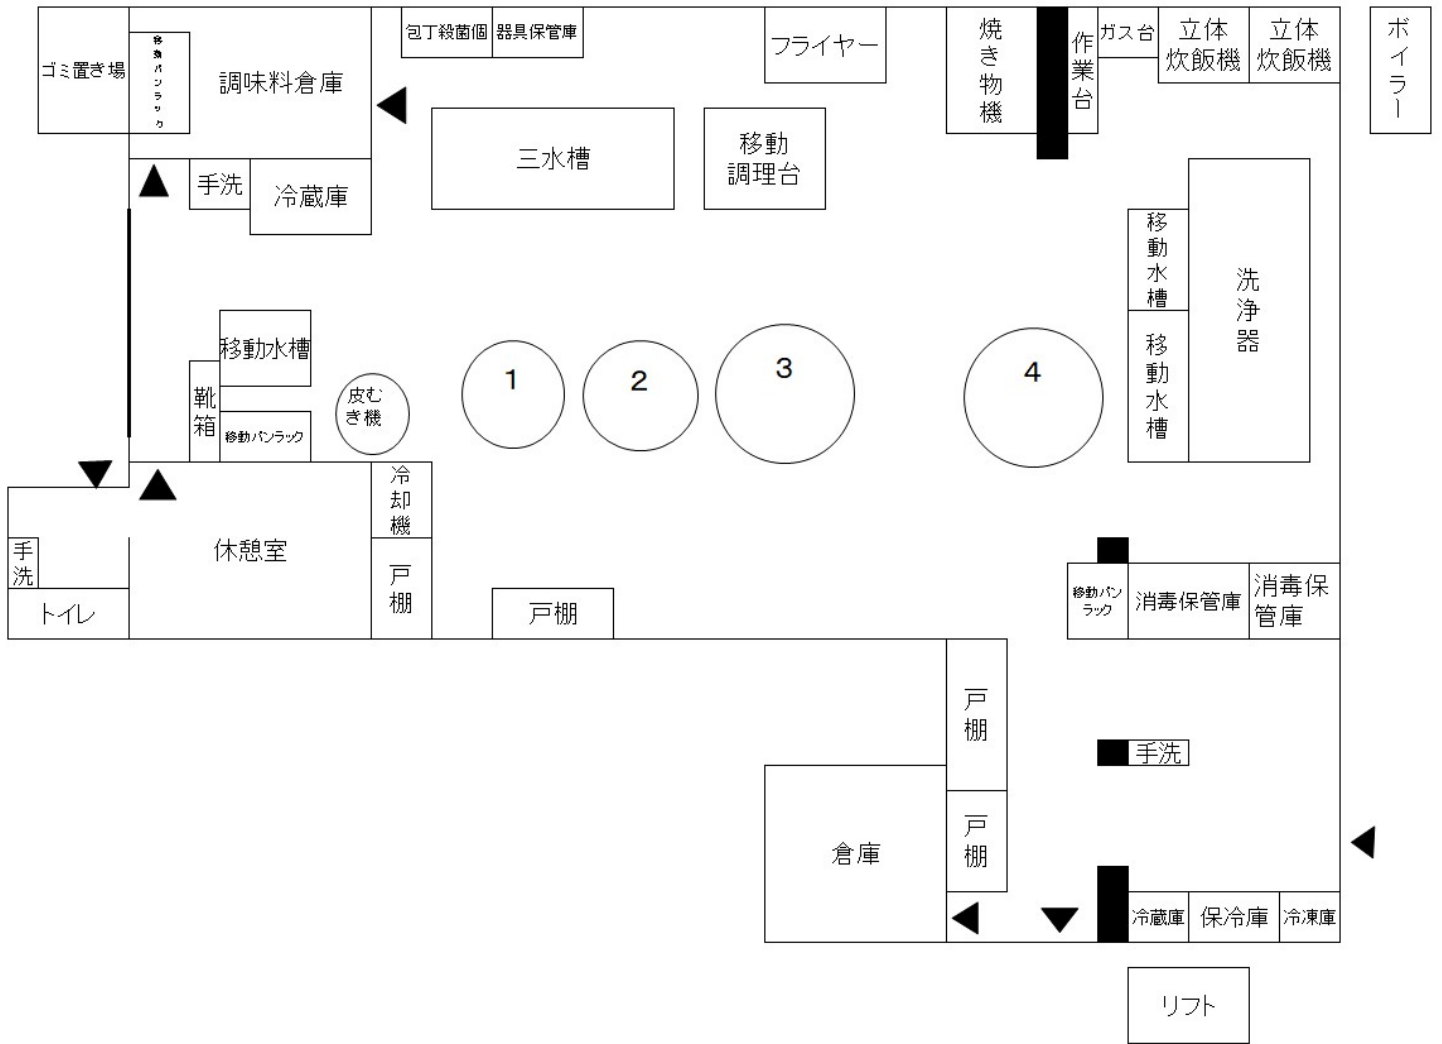 包丁殺菌個
器具保管庫
フライヤー
焼き物機
作業台
ガス台
立体
炊飯機
立体
炊飯機
ボイラー
ゴミ置き場
移動パンラック
調味料倉庫
三水槽
移動
調理台
手洗
冷蔵庫
移動水槽
洗浄器
移動水槽
移動水槽
靴箱
移動パンラック
皮む
き機
1
2
3
4
冷却機
休憩室
手洗
トイレ
戸棚
戸棚
移動パン
ラック
消毒保管庫
消毒保
管庫
戸棚
手洗
戸棚
倉庫
冷蔵庫
保冷庫
冷凍庫
リフト